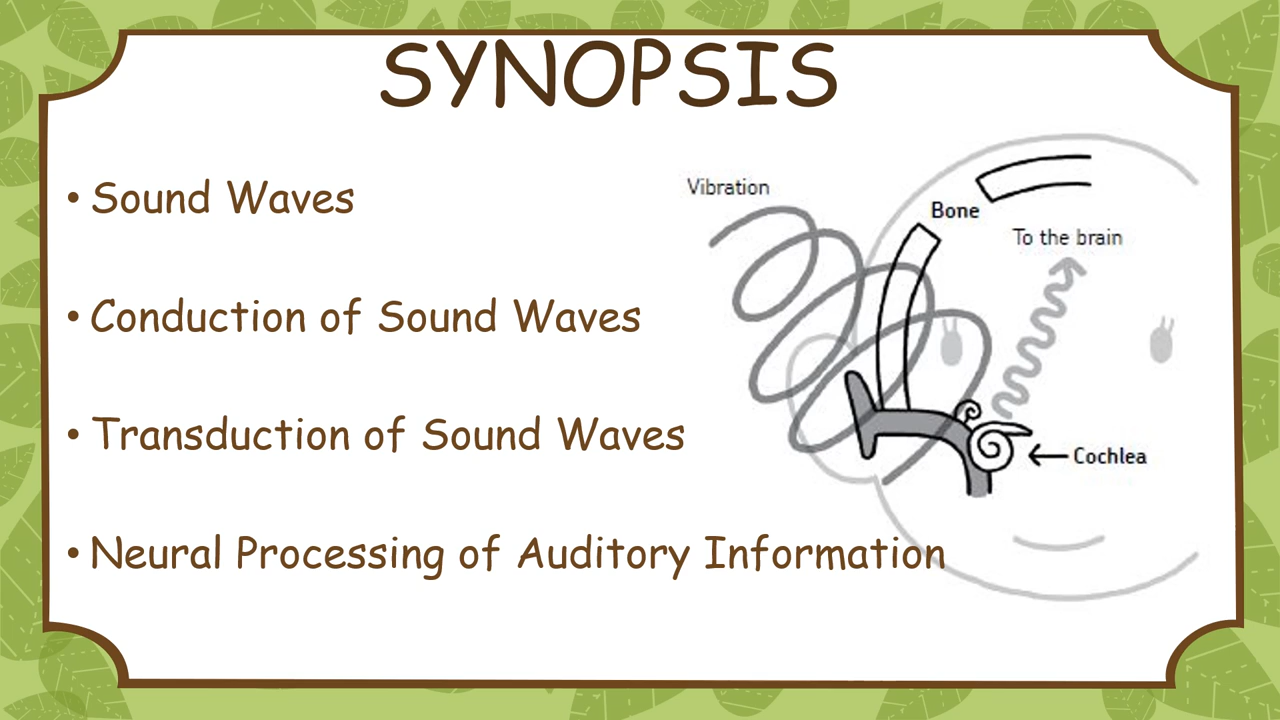 SYNOPSIS
• Sound Waves
• Conduction of Sound Waves
• Transduction of Sound Waves
• Neural Processing of Auditory Information
Vibration
Bone
To the brain
Cochlea